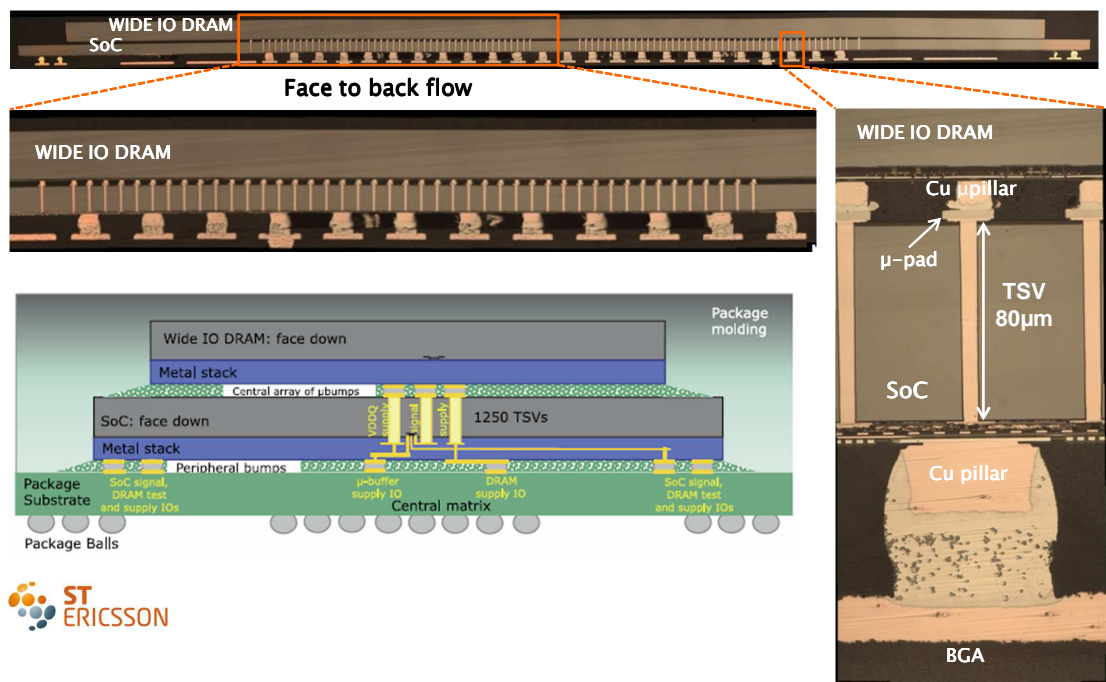 WIDE IO DRAM
SoC
Face to back flow
WIDE IO DRAM
WIDE IO DRAM
Cu µpillar
µ-pad
TSV
80µm
SoC
Cu pillar
BGA
Package
molding
Wide IO DRAM: face down
Metal stack
Central array of µbumps
SoC: face down
VDDQ
supply
signal
supply
1250 TSVs
Metal stack
Peripheral bumps
Package
Substrate
SoC signal,
DRAM test
and supply IOs
µ-buffer
supply IO
DRAM
supply IO
SoC signal,
DRAM test
and supply IOs
Central matrix
Package Balls
ST
ERICSSON